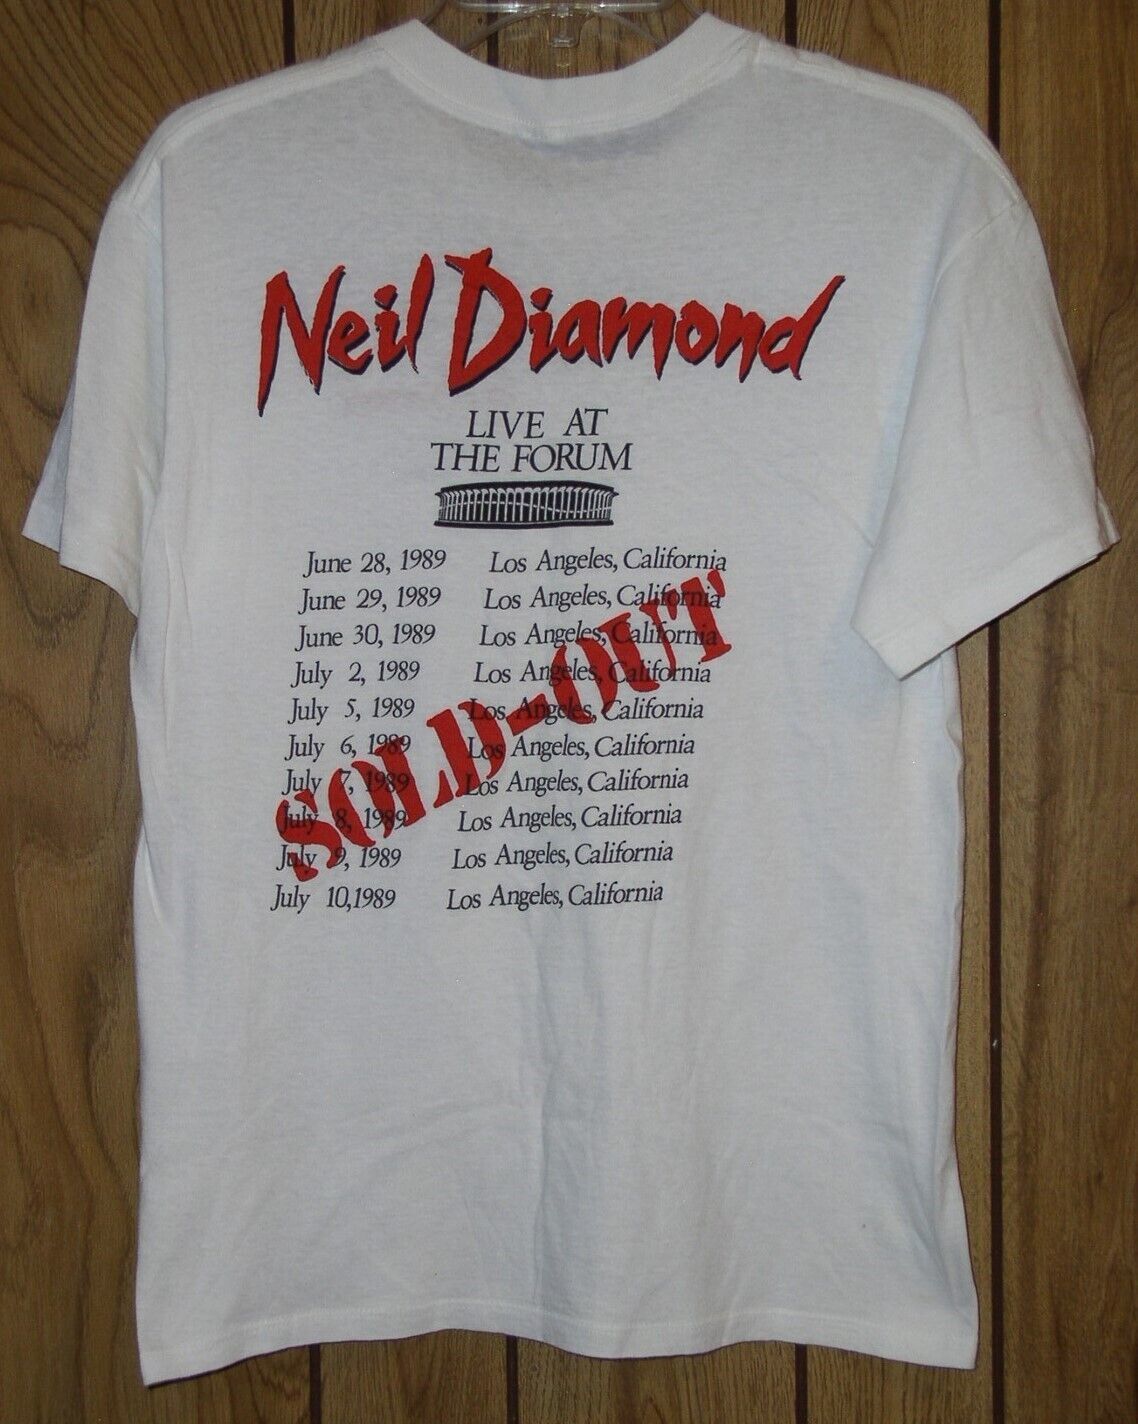 Neil Diamond
LIVE AT
THE FORUM
June 28, 1989 Los Angeles, California
June 29, 1989 Los Angeles, California
June 30, 1989 Los Angeles, California
July 2, 1989 Los Angeles, California
July 5, 1989 Los Angeles, California
July 6, 1989 Los Angeles, California
July 7, 1989 Los Angeles, California
July 8, 1989 Los Angeles, California
July 9, 1989 Los Angeles, California
July 10,1989 Los Angeles, California
SOLD-OUT